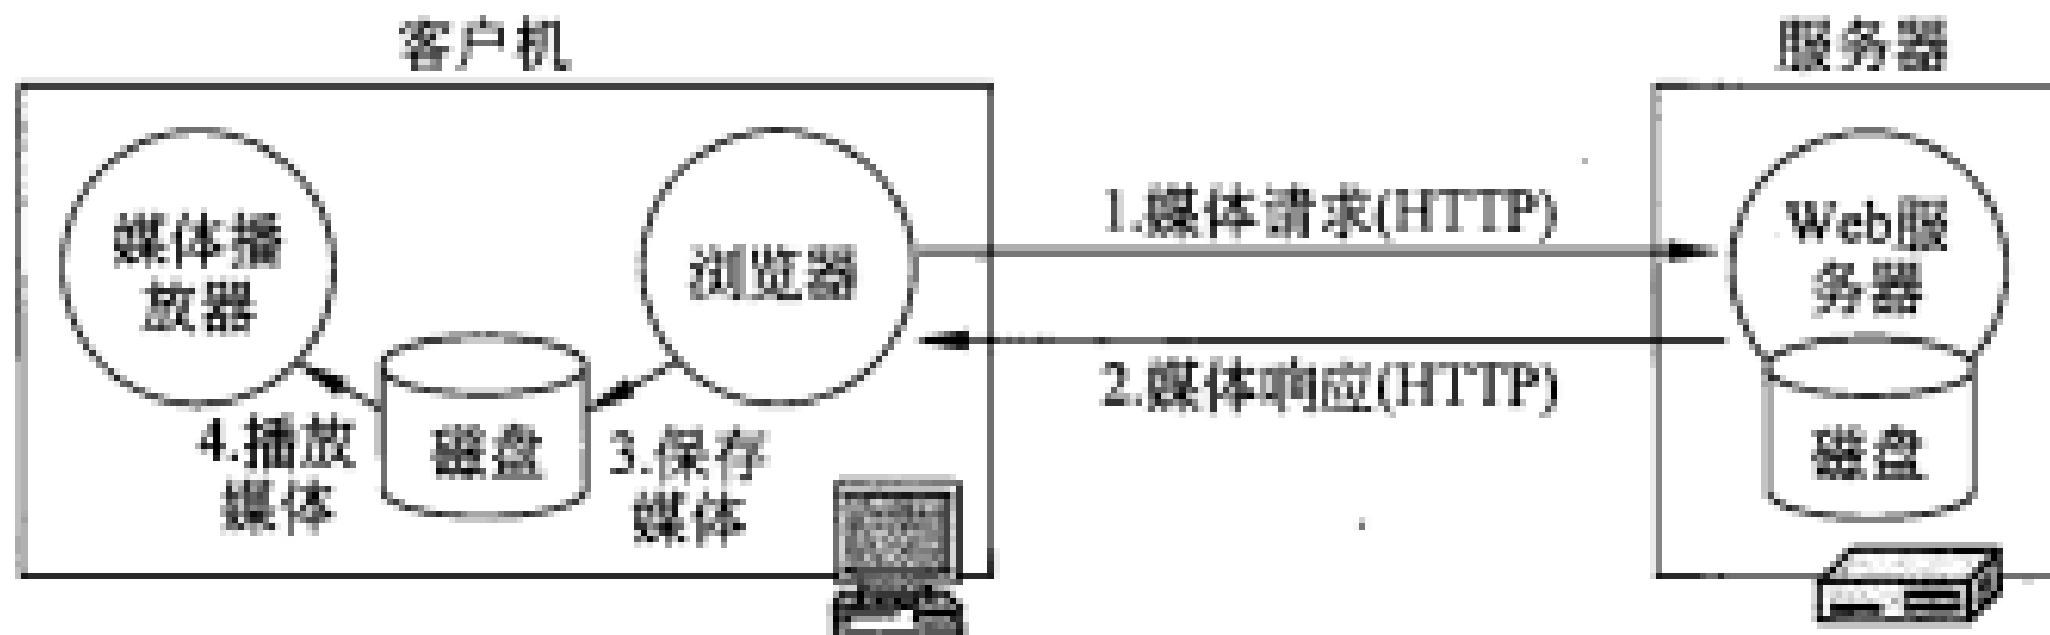 客户机
服务器
媒体播
放器
浏览器
1.媒体请求(HTTP)
Web服
务器
2.媒体响应(HTTP)
4.播放
媒体
磁盘
3.保存
媒体
磁盘